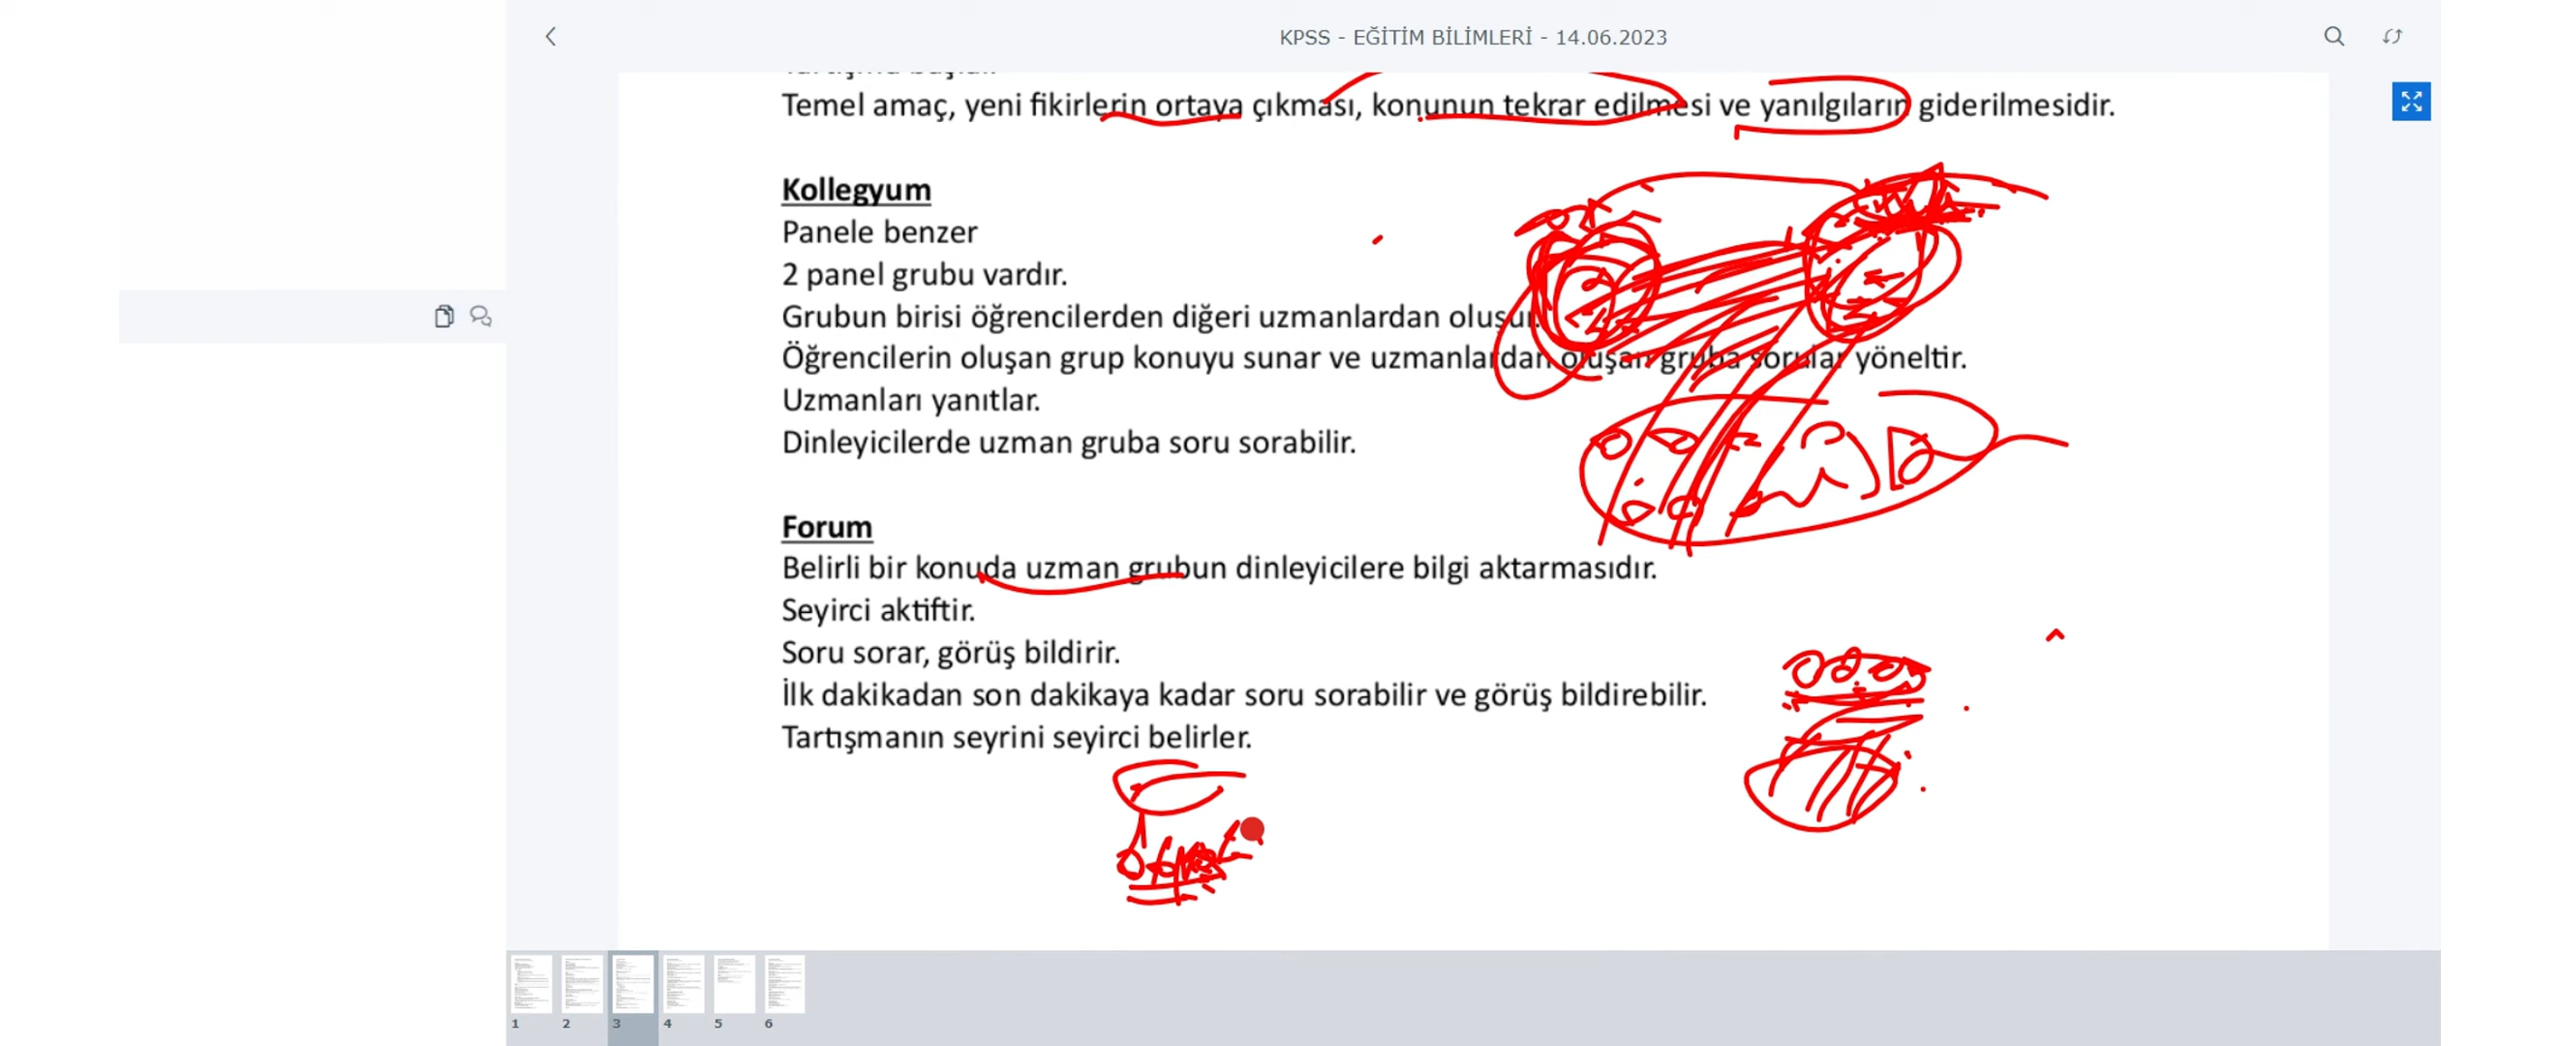 KPSS - EĞİTİM BİLİMLERİ - 14.06.2023
Temel amaç, yeni fikirlerin ortaya çıkması, konunun tekrar edilmesi ve yanılgıların giderilmesidir.
Kollegyum
Panele benzer
2 panel grubu vardır.
Grubun birisi öğrencilerden diğeri uzmanlardan oluşur.
Öğrencilerin oluşan grup konuyu sunar ve uzmanlardan oluşan gruba sorular yöneltir.
Uzmanları yanıtlar.
Dinleyicilerde uzman gruba soru sorabilir.
Forum
Belirli bir konuda uzman grubun dinleyicilere bilgi aktarmasıdır.
Seyirci aktiftir.
Soru sorar, görüş bildirir.
İlk dakikadan son dakikaya kadar soru sorabilir ve görüş bildirebilir.
Tartışmanın seyrini seyirci belirler.
1 2 3 4 5 6